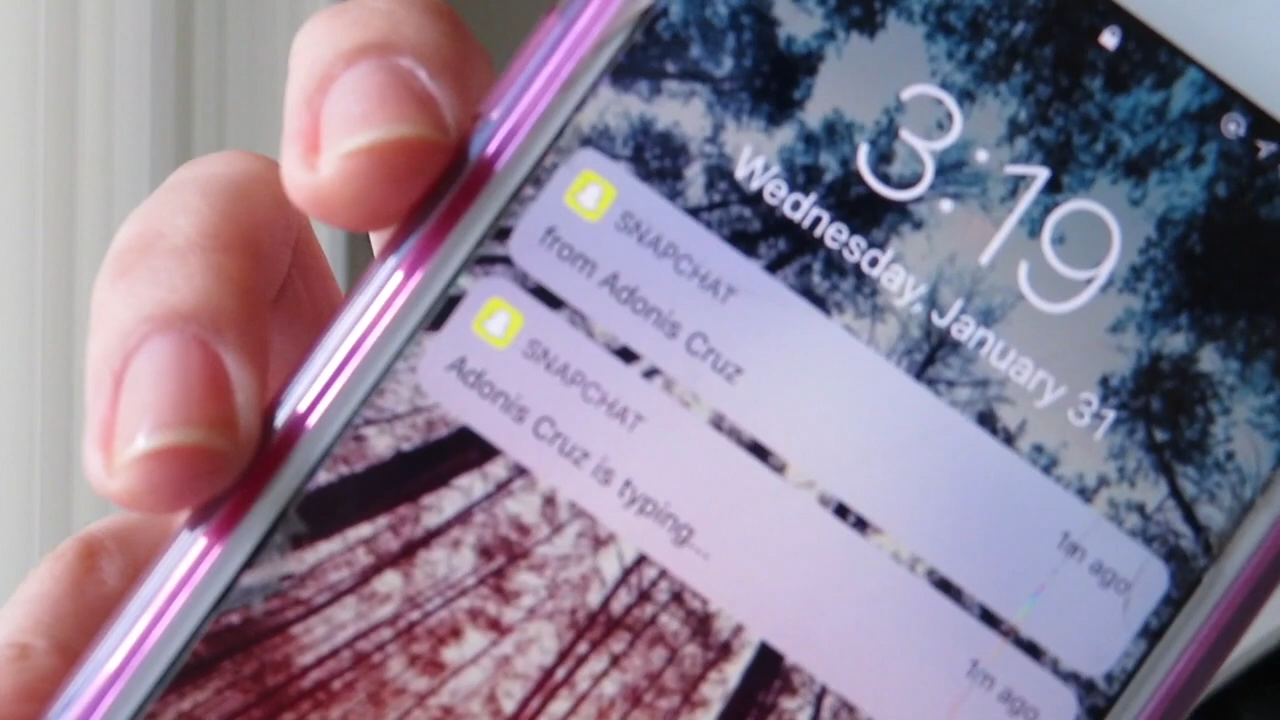 3:19
Wednesday, January 31
SNAPCHAT
1m ago
from Adonis Cruz
SNAPCHAT
1m ago
Adonis Cruz is typing...